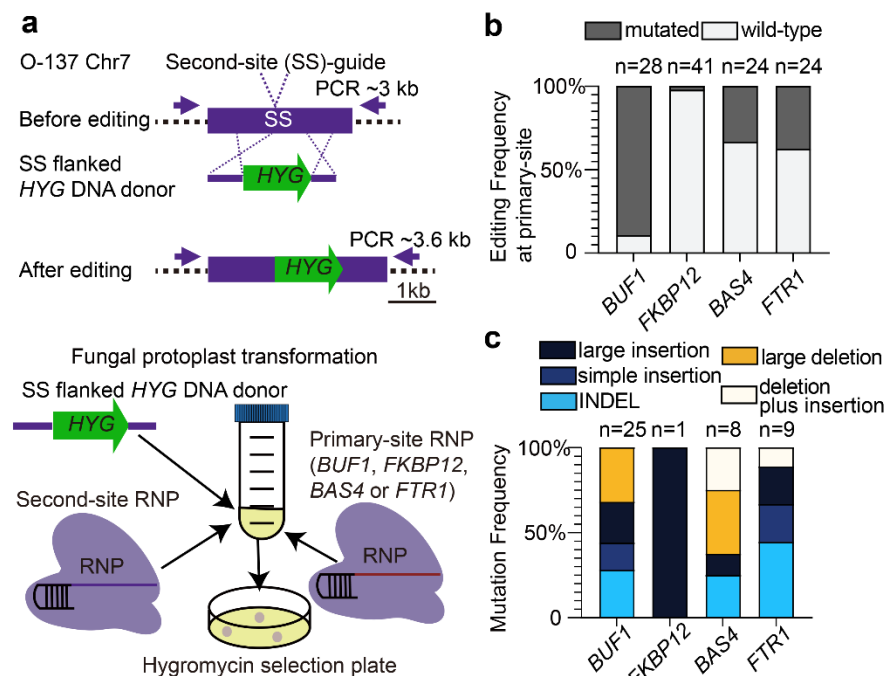 a
O-137 Chr7
Second-site (SS)-guide
PCR ~3 kb
Before editing
SS
SS flanked
HYG DNA donor
HYG
PCR ~3.6 kb
After editing
HYG
1kb
Fungal protoplast transformation
SS flanked HYG DNA donor
HYG
Primary-site RNP
(BUF1, FKBP12,
BAS4 or FTR1)
Second-site RNP
RNP
RNP
Hygromycin selection plate
b
mutated
wild-type
n=28 n=41 n=24 n=24
100%
50%
0
Editing Frequency
at primary-site
BUF1
FKBP12
BAS4
FTR1
c
large insertion
large deletion
simple insertion
deletion
plus insertion
INDEL
n=25 n=1 n=8 n=9
100%
50%
0
Mutation Frequency
BUF1
FKBP12
BAS4
FTR1